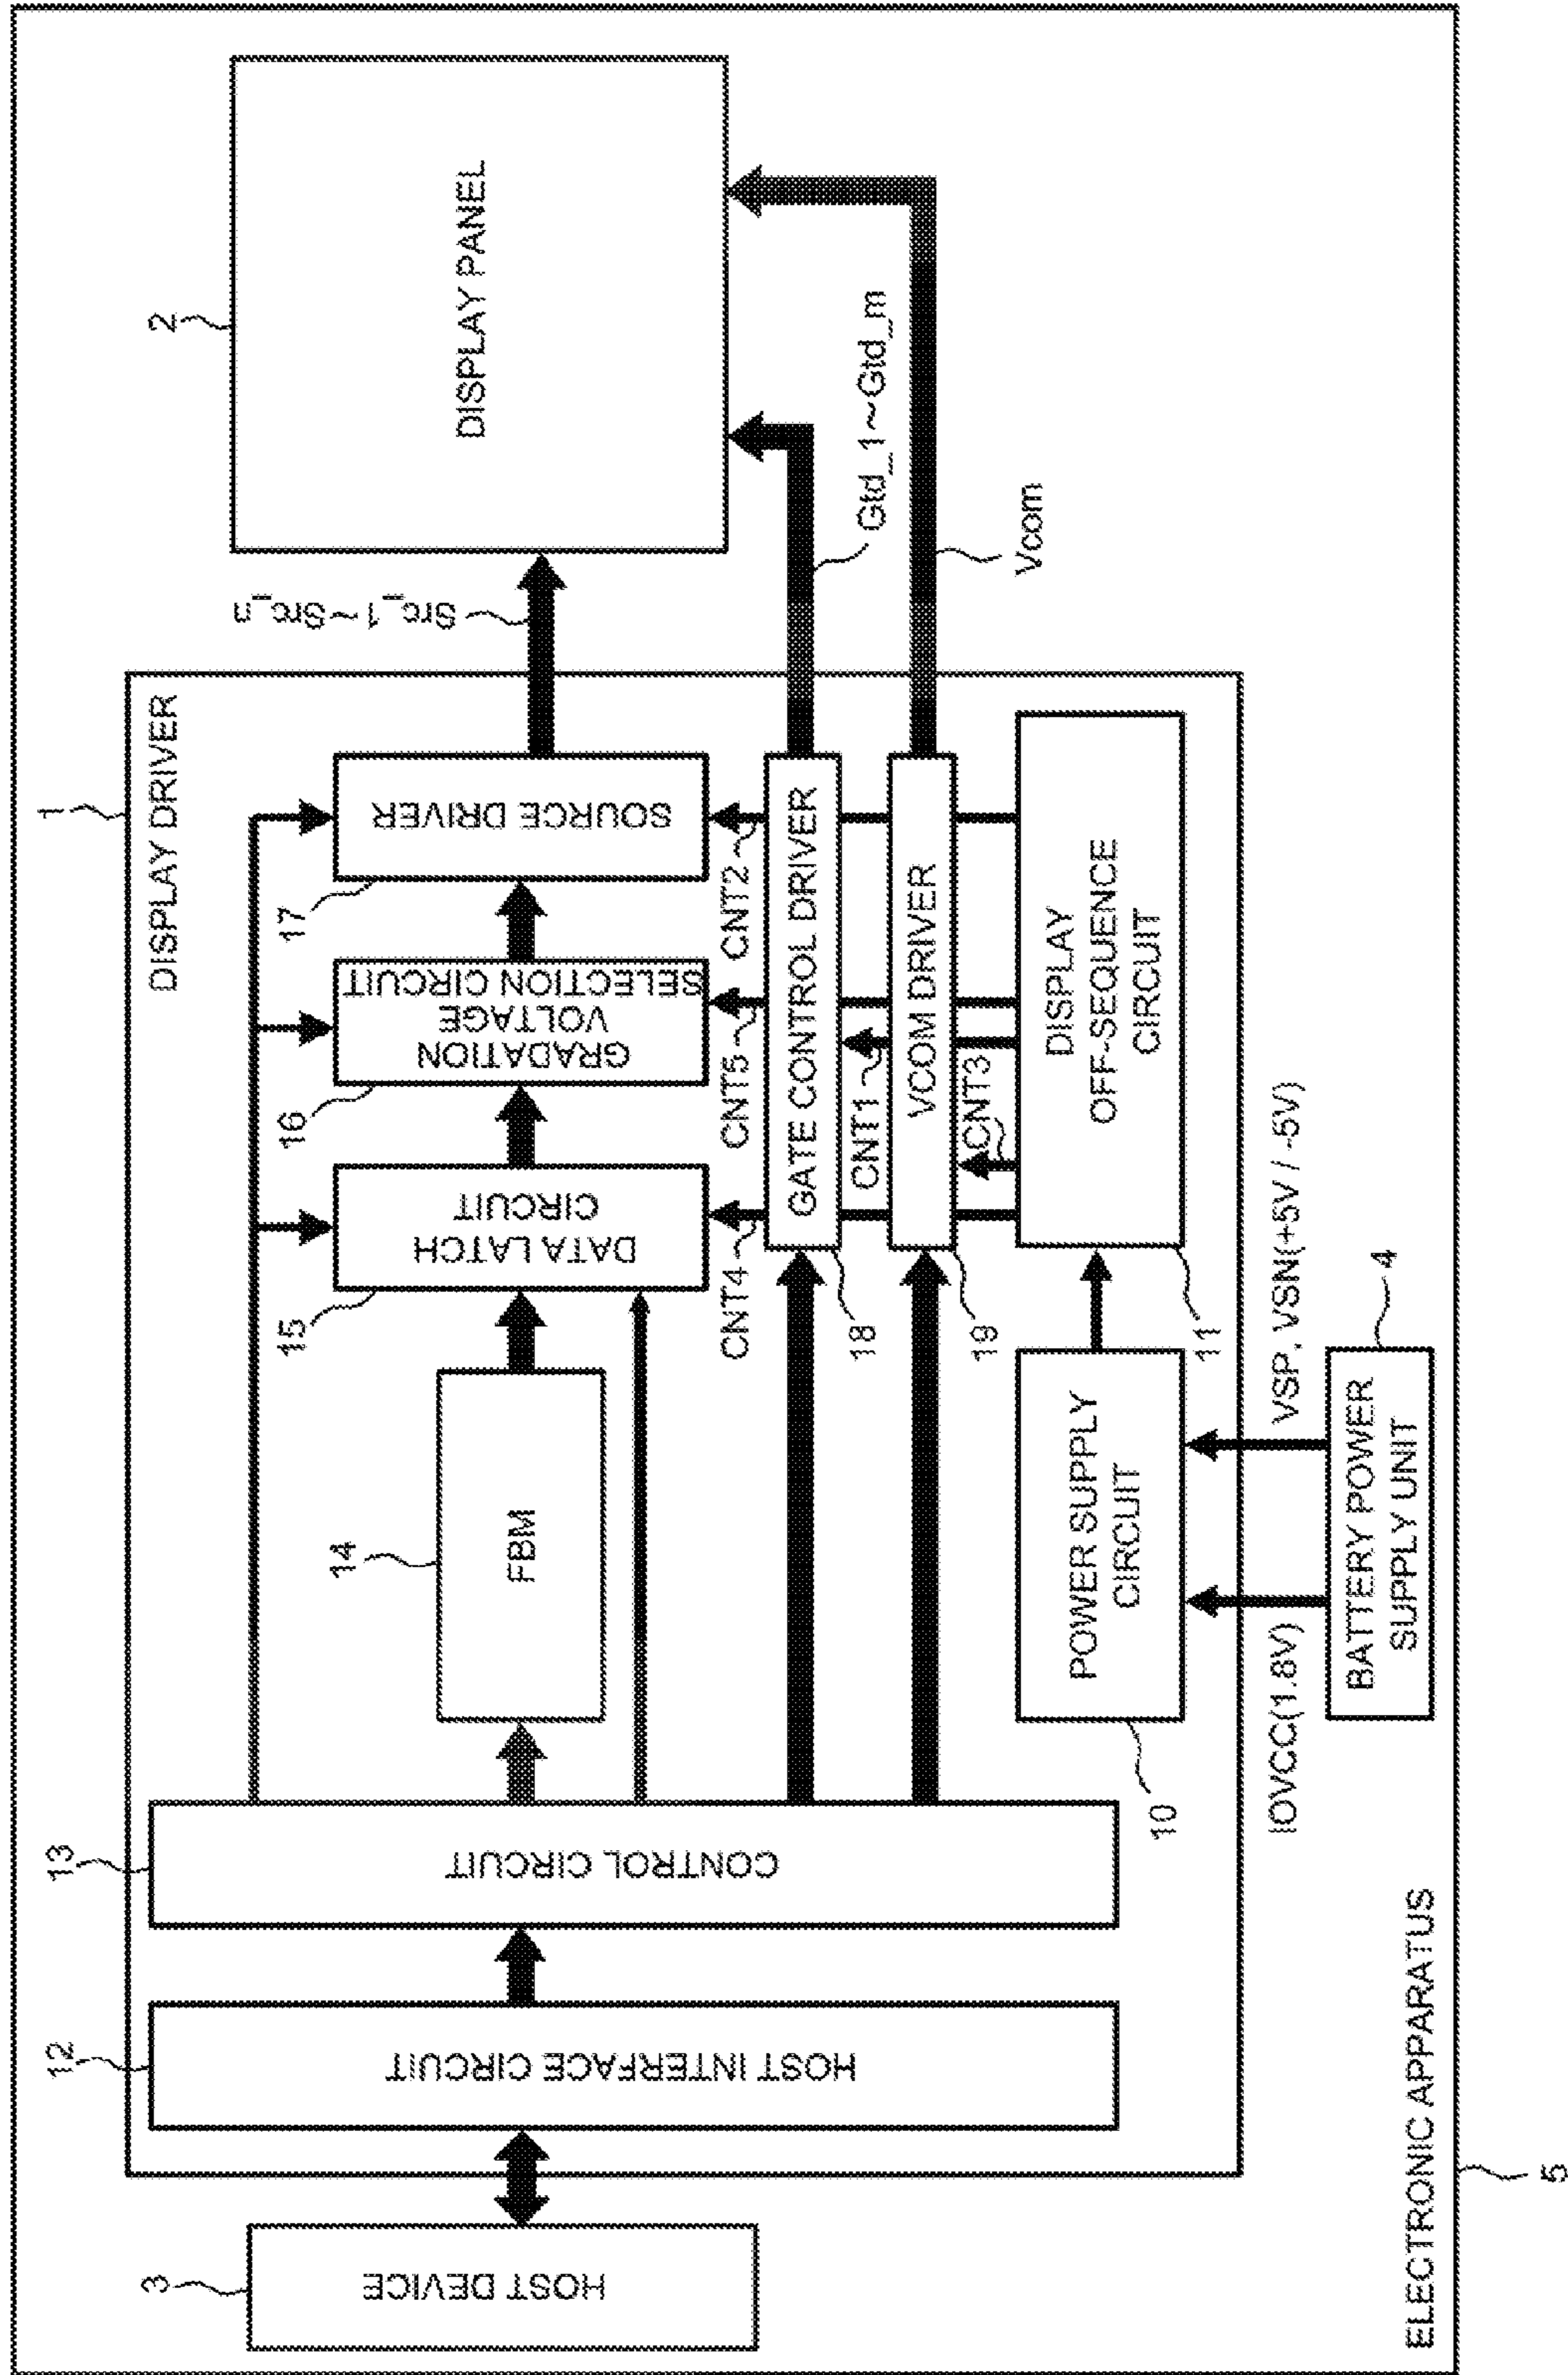 1
DISPLAY DRIVER
2
DISPLAY PANEL
3
HOST DEVICE
12
HOST INTERFACE CIRCUIT
13
CONTROL CIRCUIT
14
FBM
15
DATA LATCH
CIRCUIT
16
GRADATION
VOLTAGE
SELECTION CIRCUIT
17
SOURCE DRIVER
Src_1~Src_n
CNT4
CNT5
CNT2
GATE CONTROL DRIVER
18
Gtd_1~Gtd_m
CNT1
VCOM DRIVER
19
Vcom
CNT3
POWER SUPPLY
CIRCUIT
10
DISPLAY
OFF-SEQUENCE
CIRCUIT
11
IOVCC(1.8V)
VSP, VSN(+5V / -5V)
BATTERY POWER
SUPPLY UNIT
4
ELECTRONIC APPARATUS
5